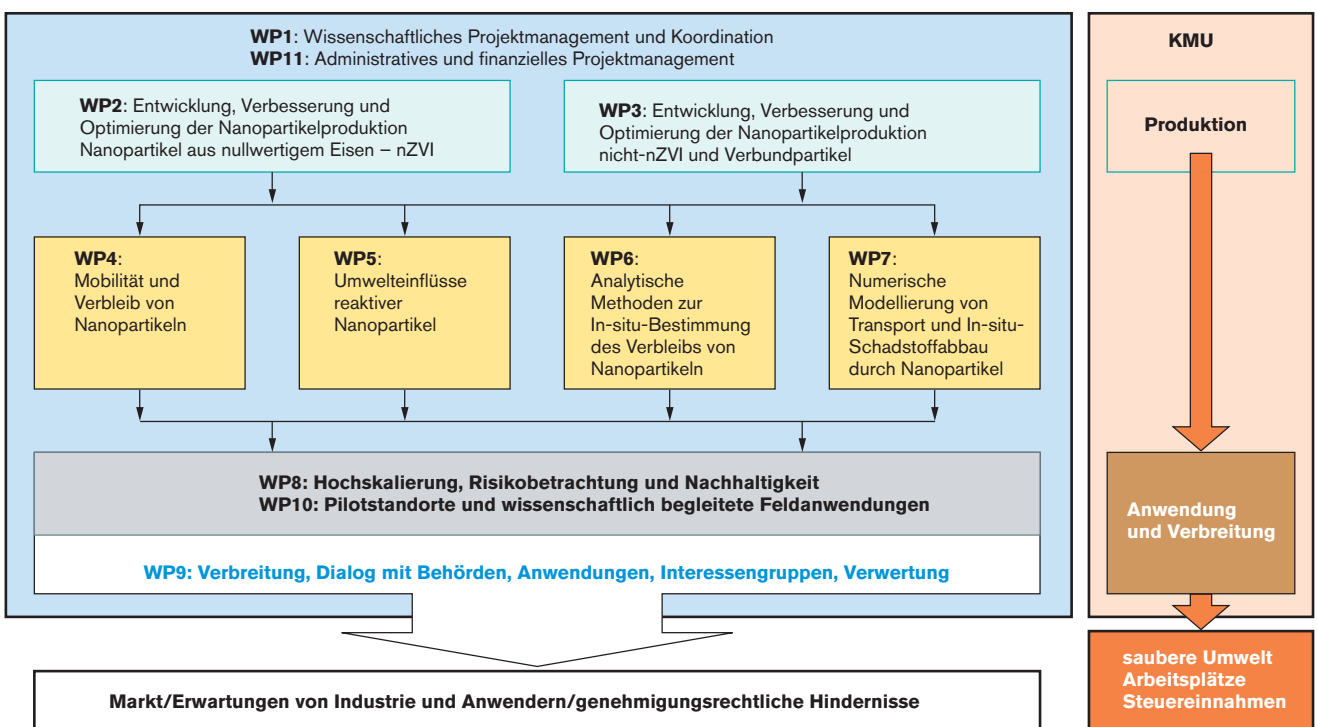 WP1: Wissenschaftliches Projektmanagement und Koordination
WP11: Administratives und finanzielles Projektmanagement
WP2: Entwicklung, Verbesserung und
Optimierung der Nanopartikelproduktion
Nanopartikel aus nullwertigem Eisen – nZVI
WP3: Entwicklung, Verbesserung und
Optimierung der Nanopartikelproduktion
nicht-nZVI und Verbundpartikel
WP4:
Mobilität und
Verbleib von
Nanopartikeln
WP5:
Umwelteinflüsse
reaktiver
Nanopartikel
WP6:
Analytische
Methoden zur
In-situ-Bestimmung
des Verbleibs von
Nanopartikeln
WP7:
Numerische
Modellierung von
Transport und In-situ-
Schadstoffabbau
durch Nanopartikel
WP8: Hochskalierung, Risikobetrachtung und Nachhaltigkeit
WP10: Pilotstandorte und wissenschaftlich begleitete Feldanwendungen
WP9: Verbreitung, Dialog mit Behörden, Anwendungen, Interessengruppen, Verwertung
Markt/Erwartungen von Industrie und Anwendern/genehmigungsrechtliche Hindernisse
KMU
Produktion
Anwendung
und Verbreitung
saubere Umwelt
Arbeitsplätze
Steuereinnahmen